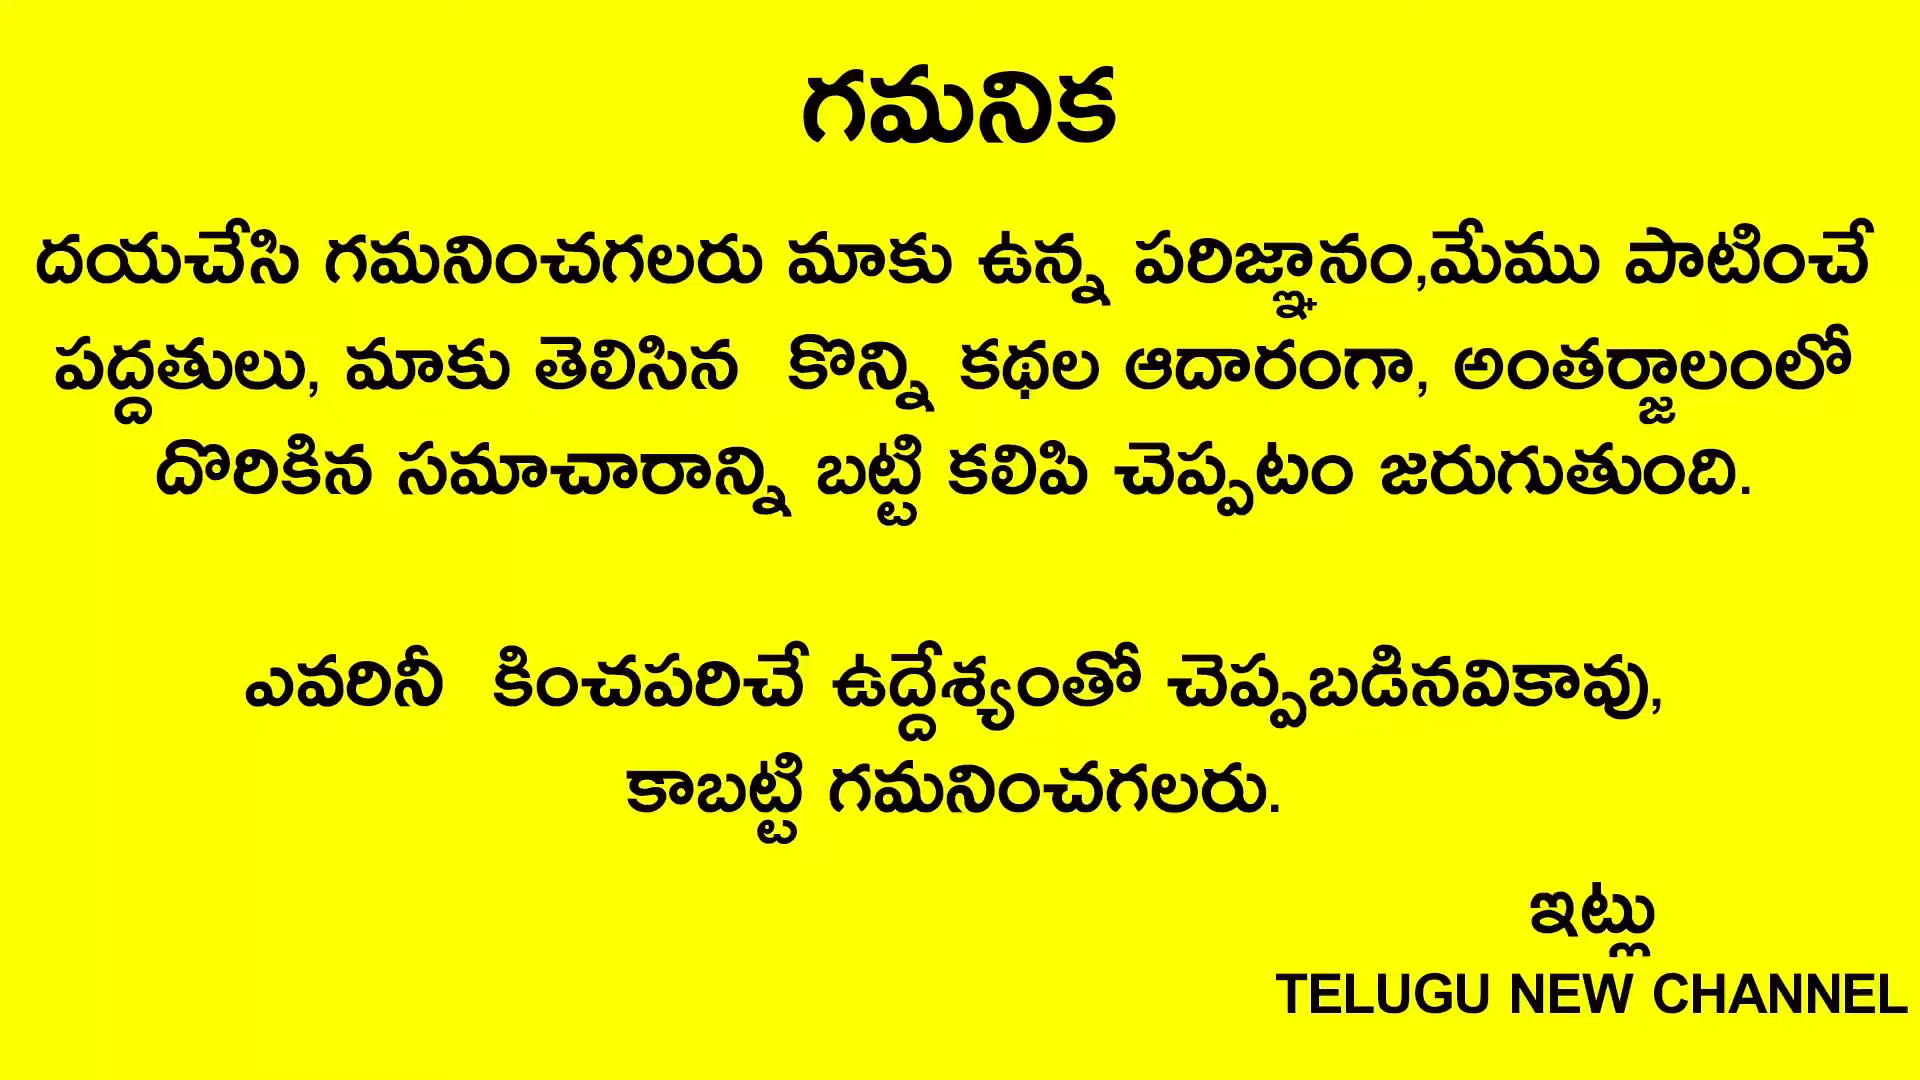 గమనిక
దయచేసి గమనించగలరు మాకు ఉన్న పరిజ్ఞానం,మేము పాటించే
పద్దతులు, మాకు తెలిసిన కొన్ని కథల ఆదారంగా, అంతర్జాలంలో
దొరికిన సమాచారాన్ని బట్టి కలిపి చెప్పటం జరుగుతుంది.
ఎవరినీ కించపరిచే ఉద్దేశ్యంతో చెప్పబడినవికావు,
కాబట్టి గమనించగలరు.
ఇట్లు
TELUGU NEW CHANNEL